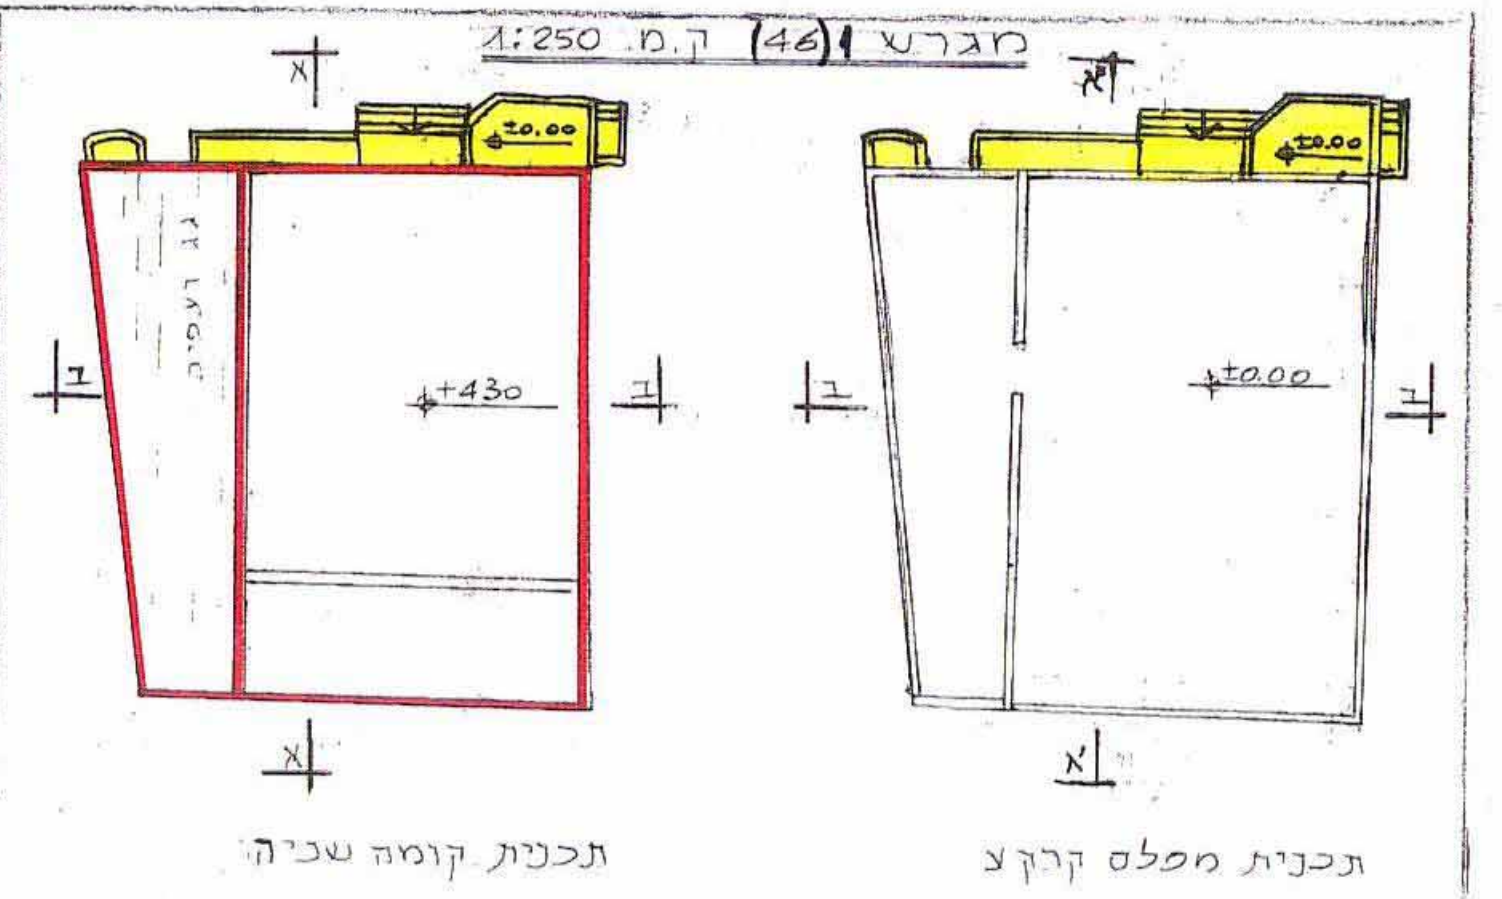 מגרש 1 (46) ק.מ. 1:250
א
א'
±0.00
±0.00
גג רעפים
ב
+430
ב
ב
±0.00
ב
א
א'
תכנית קומה שניה
תכנית מפלס קרקע